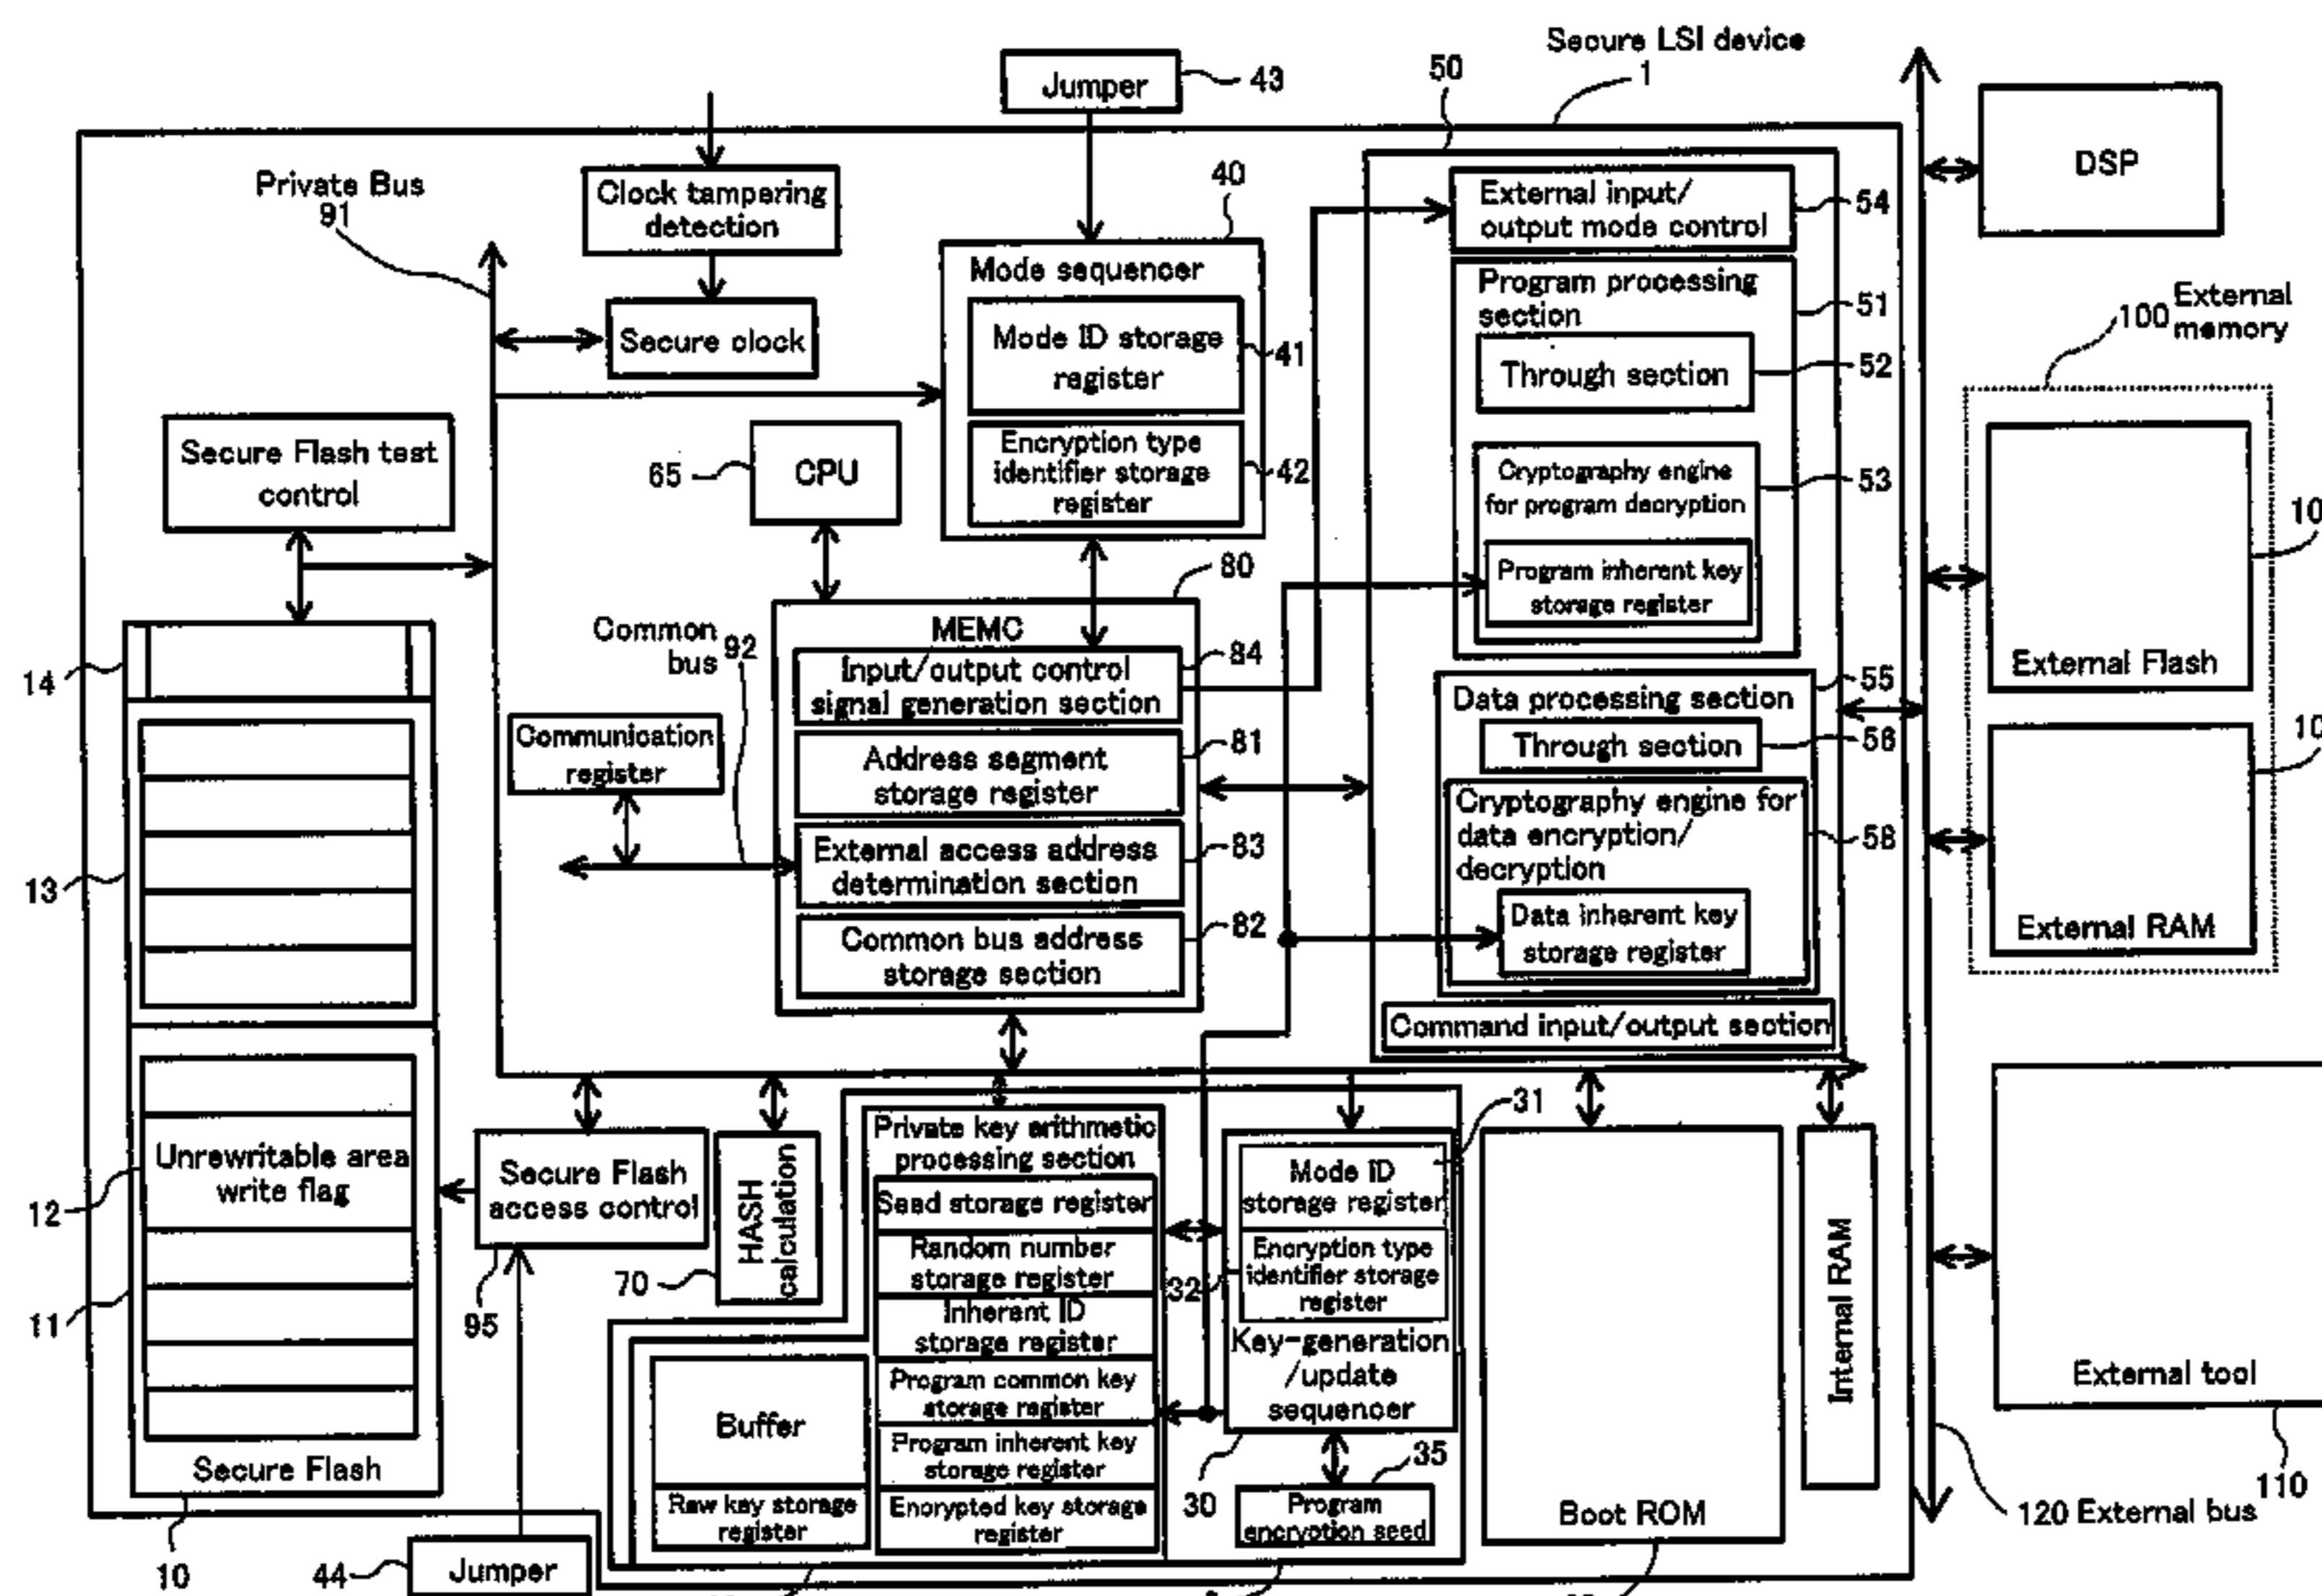 Secure LSI device
1
Jumper
43
50
DSP
Private Bus
91
Clock tampering
detection
40
External input/
output mode control
54
Mode sequencer
Program processing
section
51
Secure clock
Mode ID storage
register
41
Through section
52
100
External
memory
Secure Flash test
control
65
CPU
Encryption type
identifier storage
register
42
Cryptography engine
for program decryption
53
10
Program inherent key
storage register
80
MEMC
Common
bus
92
Input/output control
signal generation section
84
External Flash
14
Data processing section
55
Communication
register
Address segment
storage register
81
Through section
56
10
Cryptography engine for
data encryption/
decryption
58
13
External access address
determination section
83
Data inherent key
storage register
External RAM
Common bus address
storage section
82
Command input/output section
Private key arithmetic
processing section
31
Unrewritable area
write flag
12
Secure Flash
access control
HASH
calculation
Seed storage register
Mode ID
storage register
Random number
storage register
Encryption type
identifier storage
register
32
Internal RAM
11
95
70
Inherent ID
storage register
Key-generation
/update
sequencer
External tool
Buffer
Program common key
storage register
Program inherent key
storage register
Secure Flash
Raw key storage
register
Encrypted key storage
register
30
35
Program
encryption seed
Boot ROM
110
120 External bus
10
44
Jumper